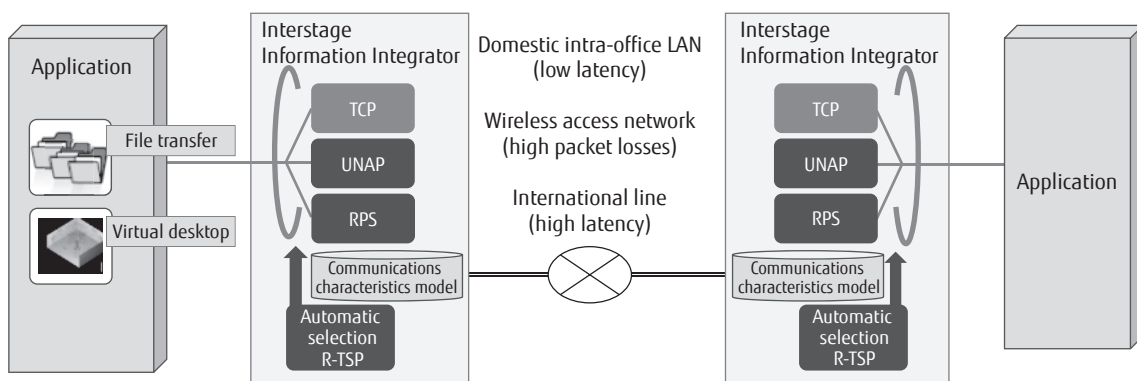 Application
File transfer
Virtual desktop
Interstage
Information Integrator
TCP
UNAP
RPS
Communications
characteristics model
Automatic
selection
R-TSP
Domestic intra-office LAN
(low latency)
Wireless access network
(high packet losses)
International line
(high latency)
Interstage
Information Integrator
TCP
UNAP
RPS
Communications
characteristics model
Automatic
selection
R-TSP
Application